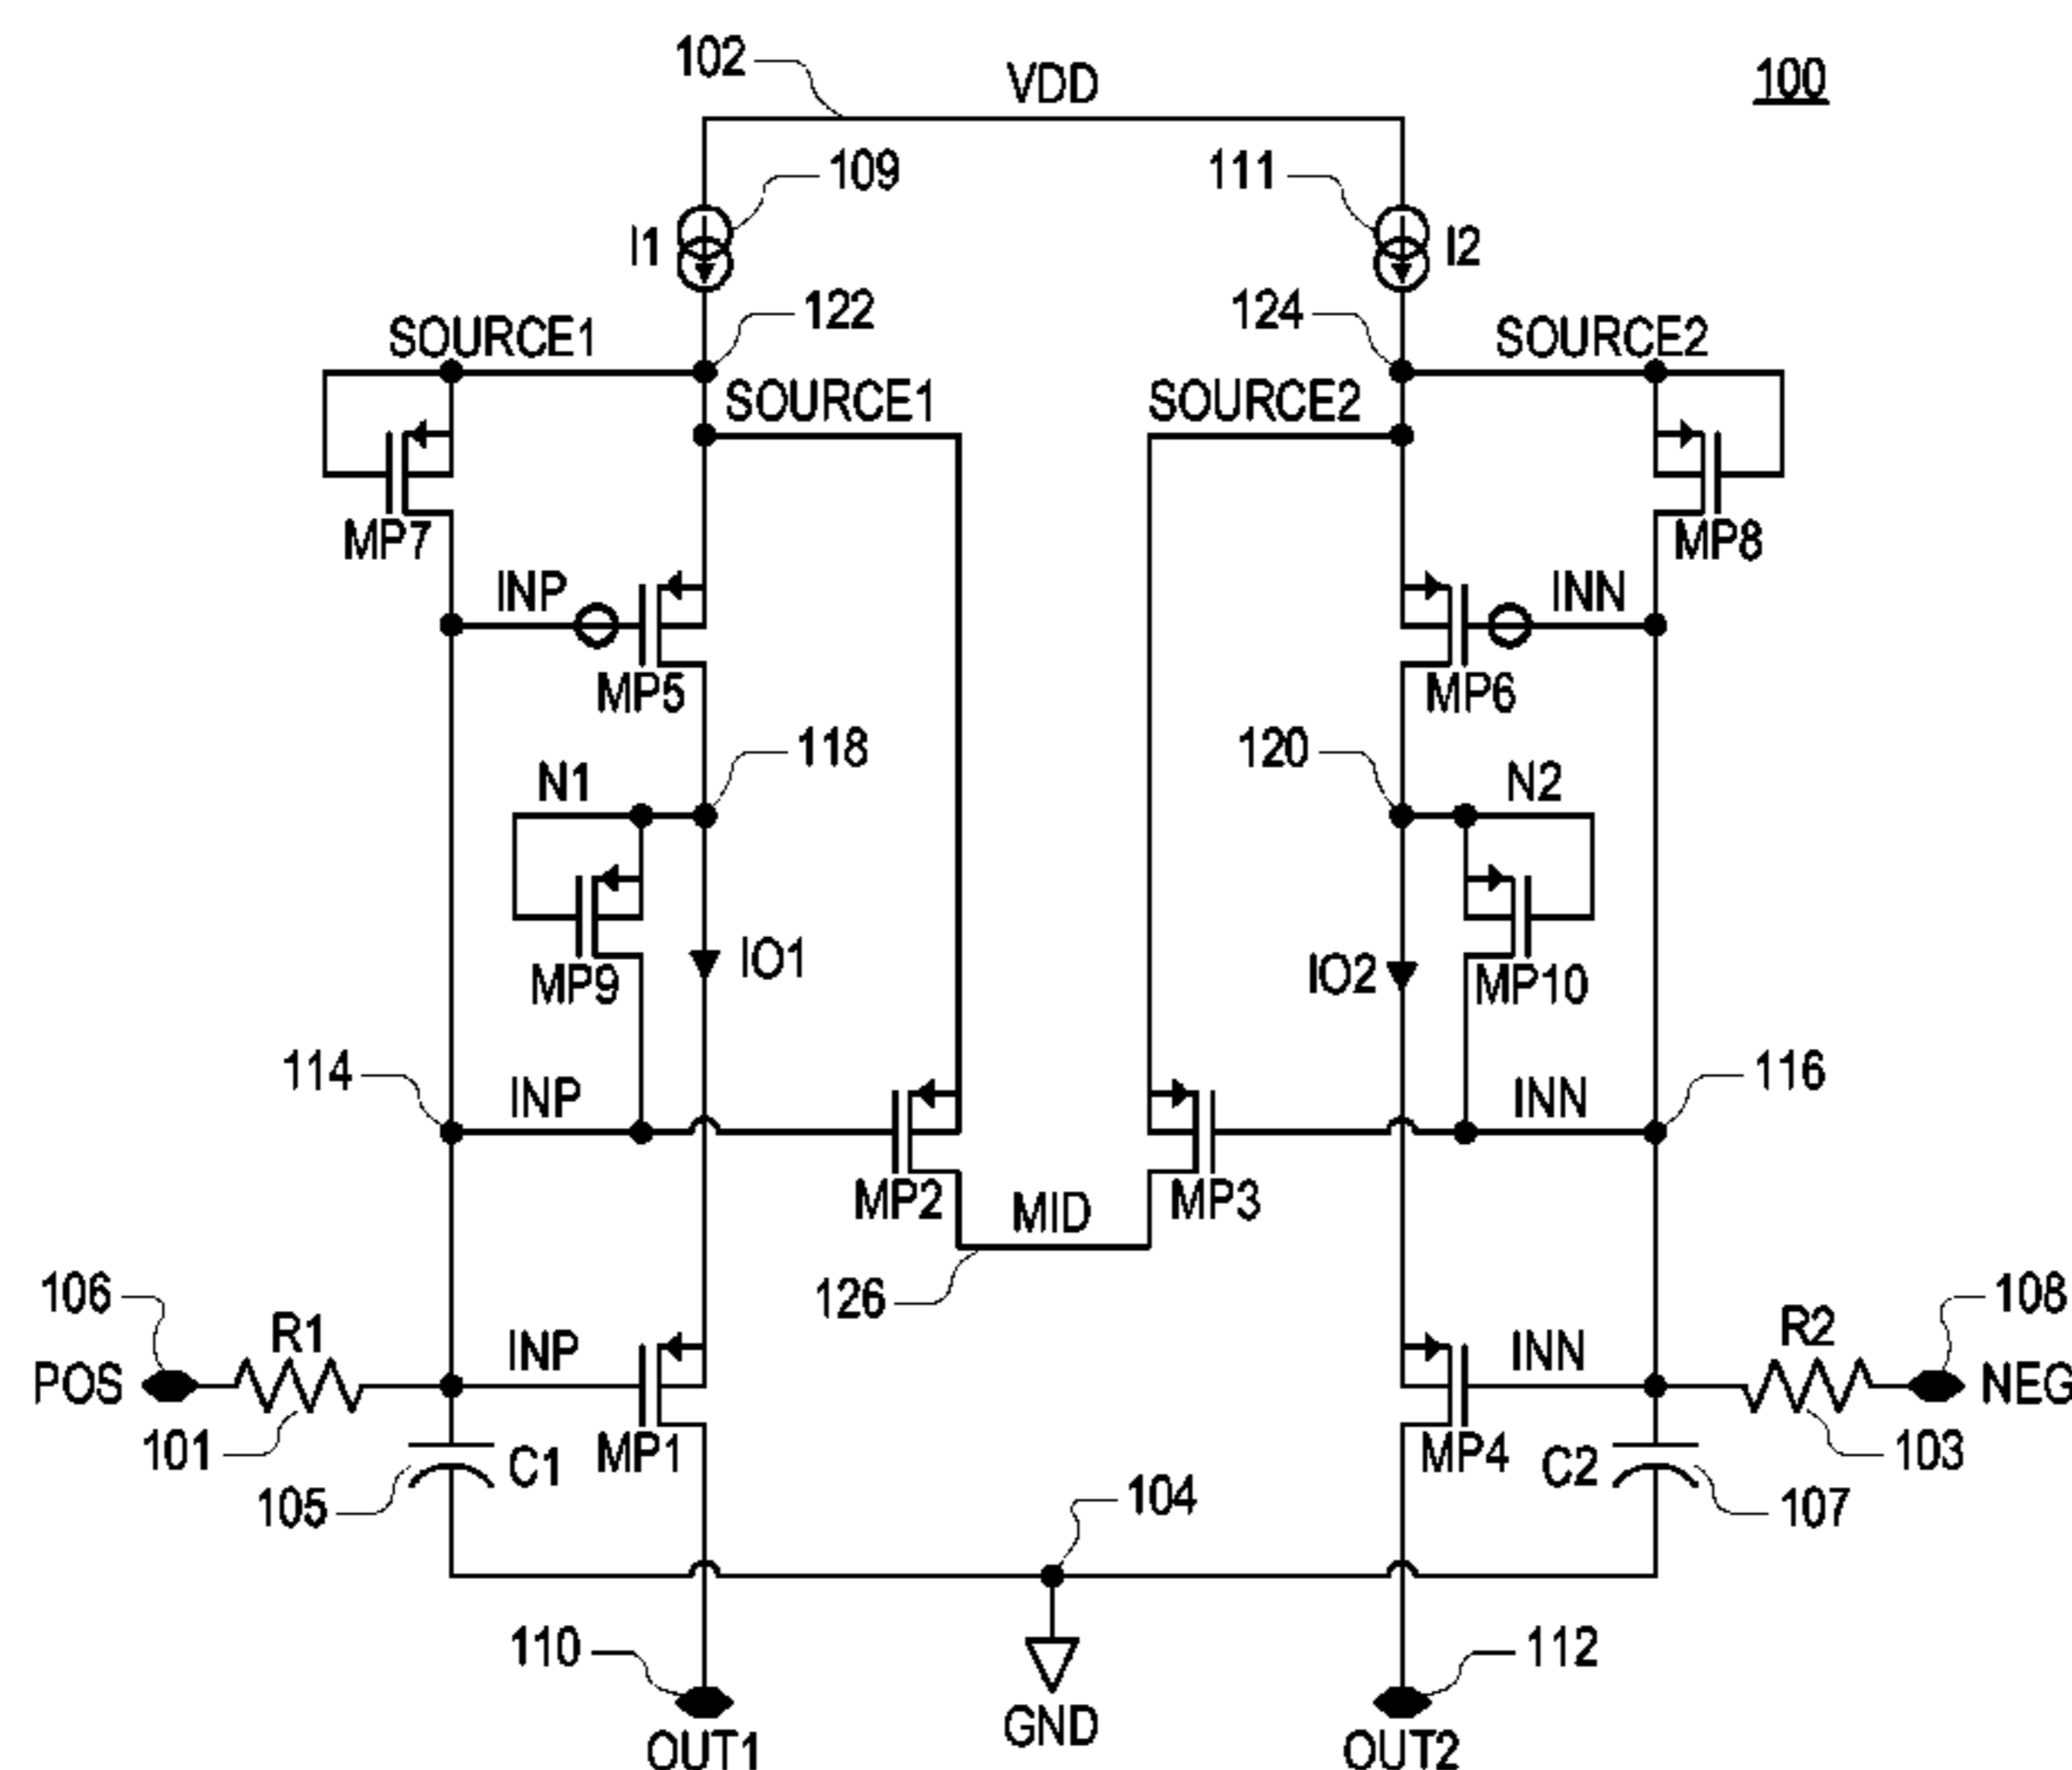 102
VDD
100
109
111
I1
I2
122
124
SOURCE1
SOURCE2
SOURCE1
SOURCE2
MP7
MP8
INP
INN
MP5
MP6
118
120
N1
N2
IO1
IO2
MP9
MP10
114
116
INP
INN
MP2
MID
MP3
126
106
108
R1
R2
INP
INN
POS
NEG
101
103
C1
C2
MP1
MP4
105
107
104
110
112
GND
OUT1
OUT2